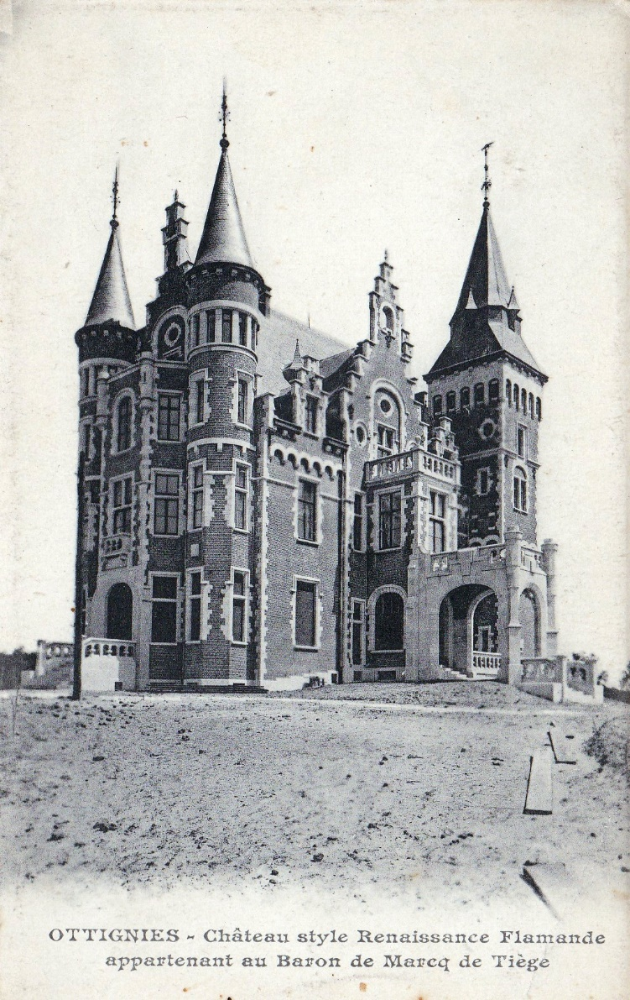 OTTIGNIES - Château style Renaissance Flamande
appartenant au Baron de Marcq de Tiège